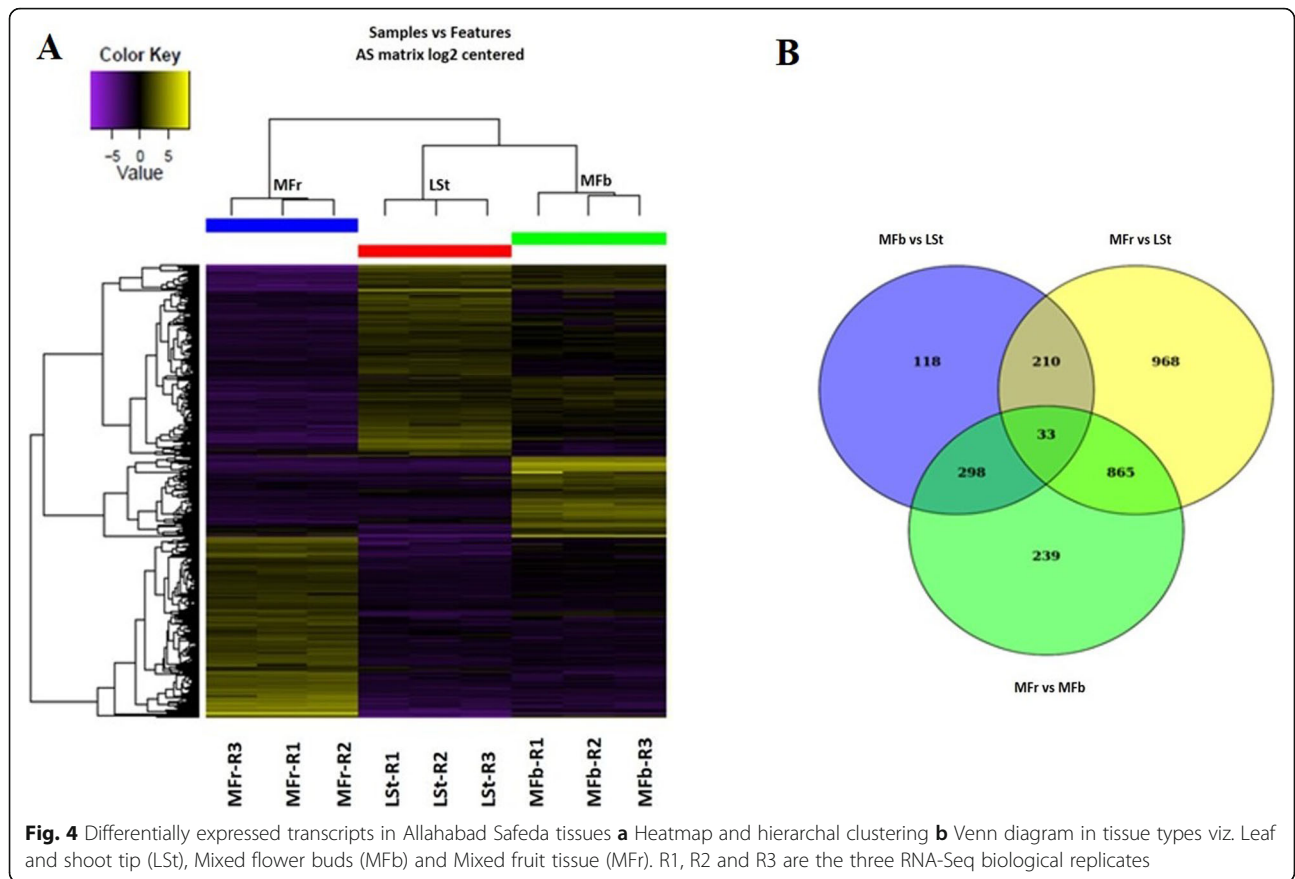 A
Color Key
−5 0 5
Value
Samples vs Features
AS matrix log2 centered
MFr
LSt
MFb
MFr-R3
MFr-R1
MFr-R2
LSt-R1
LSt-R2
LSt-R3
MFb-R1
MFb-R2
MFb-R3
B
MFb vs LSt
MFr vs LSt
118
210
968
33
298
865
239
MFr vs MFb
Fig. 4 Differentially expressed transcripts in Allahabad Safeda tissues a Heatmap and hierarchal clustering b Venn diagram in tissue types viz. Leaf
and shoot tip (LSt), Mixed flower buds (MFb) and Mixed fruit tissue (MFr). R1, R2 and R3 are the three RNA-Seq biological replicates